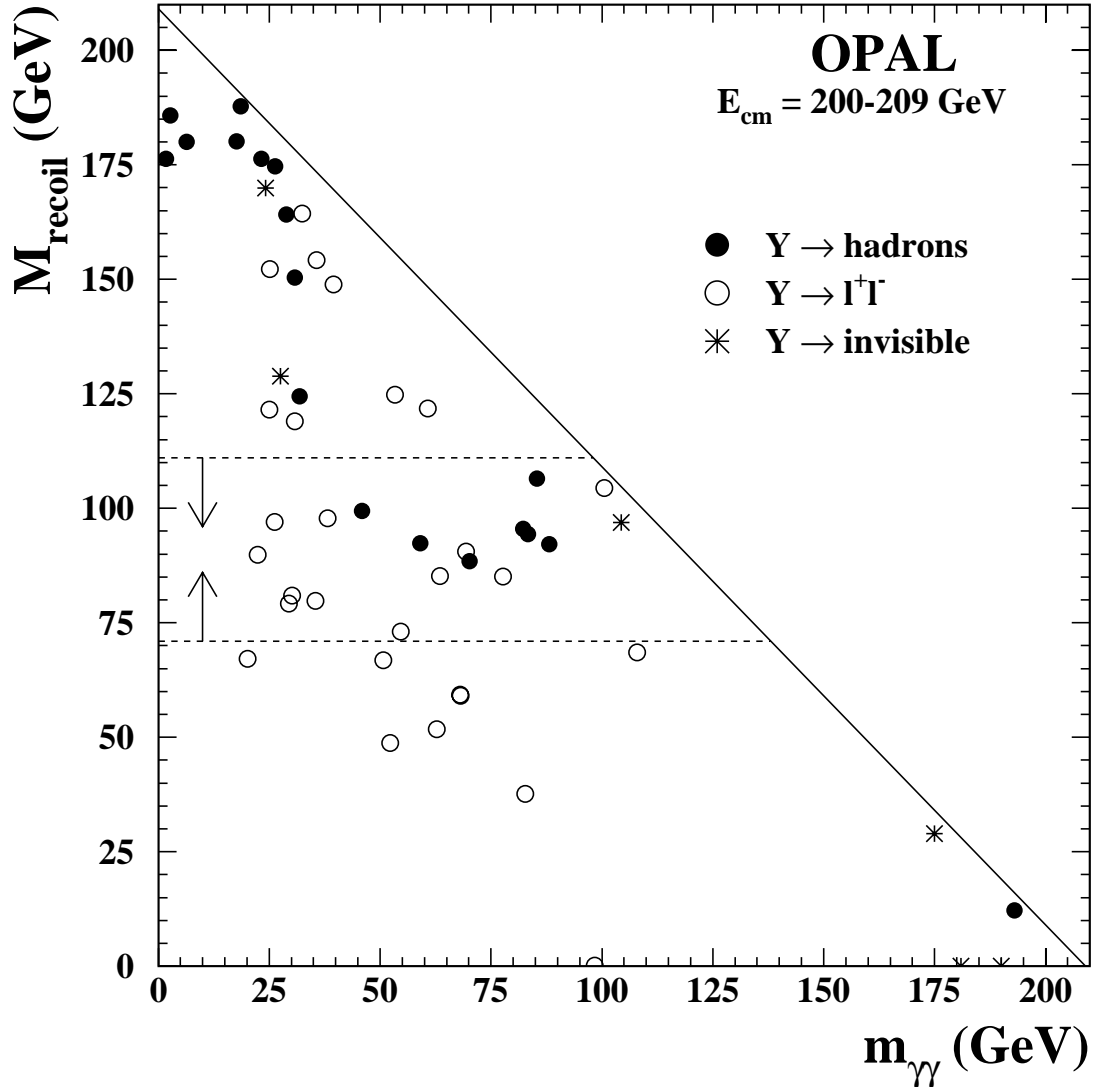 OPAL
E_cm = 200-209 GeV
Y → hadrons
Y → l⁺l⁻
Y → invisible
M_recoil (GeV)
200
175
150
125
100
75
50
25
0
0 25 50 75 100 125 150 175 200
m_γγ (GeV)